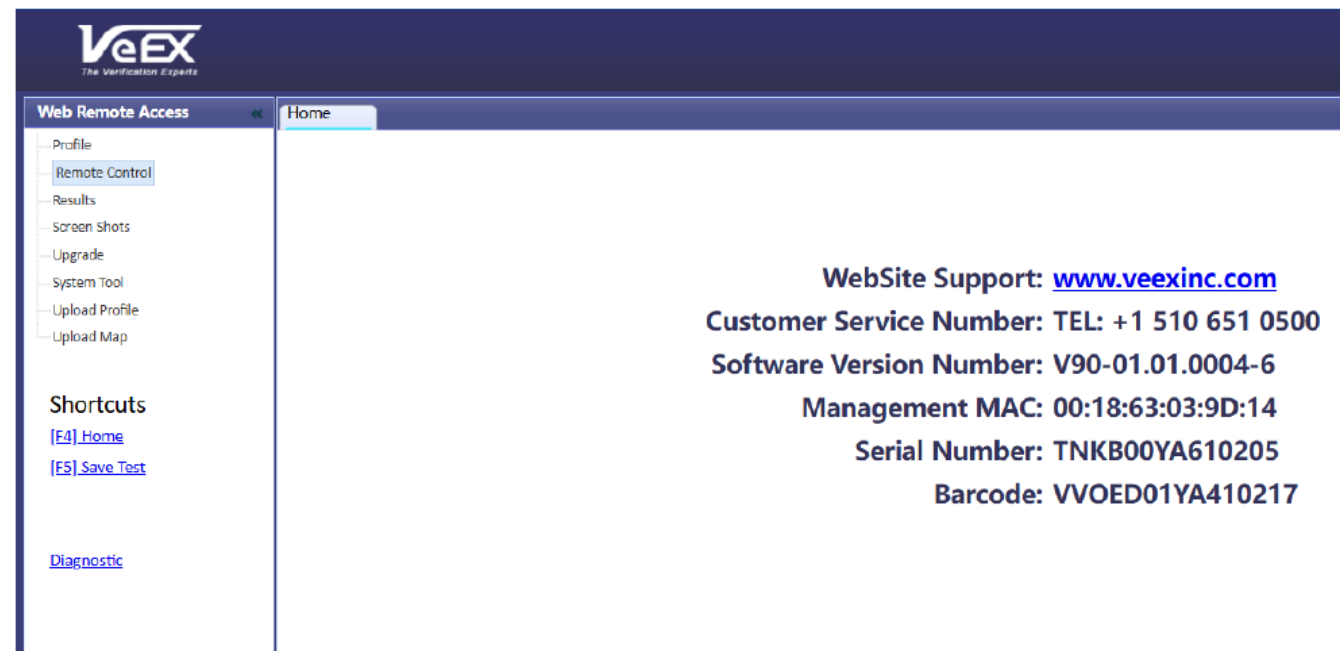 VeEX
The Verification Experts
Web Remote Access «
Home
Profile
Remote Control
Results
Screen Shots
Upgrade
System Tool
Upload Profile
Upload Map
Shortcuts
[F4] Home
[F5] Save Test
Diagnostic
WebSite Support: www.veexinc.com
Customer Service Number: TEL: +1 510 651 0500
Software Version Number: V90-01.01.0004-6
Management MAC: 00:18:63:03:9D:14
Serial Number: TNKB00YA610205
Barcode: VVOED01YA410217